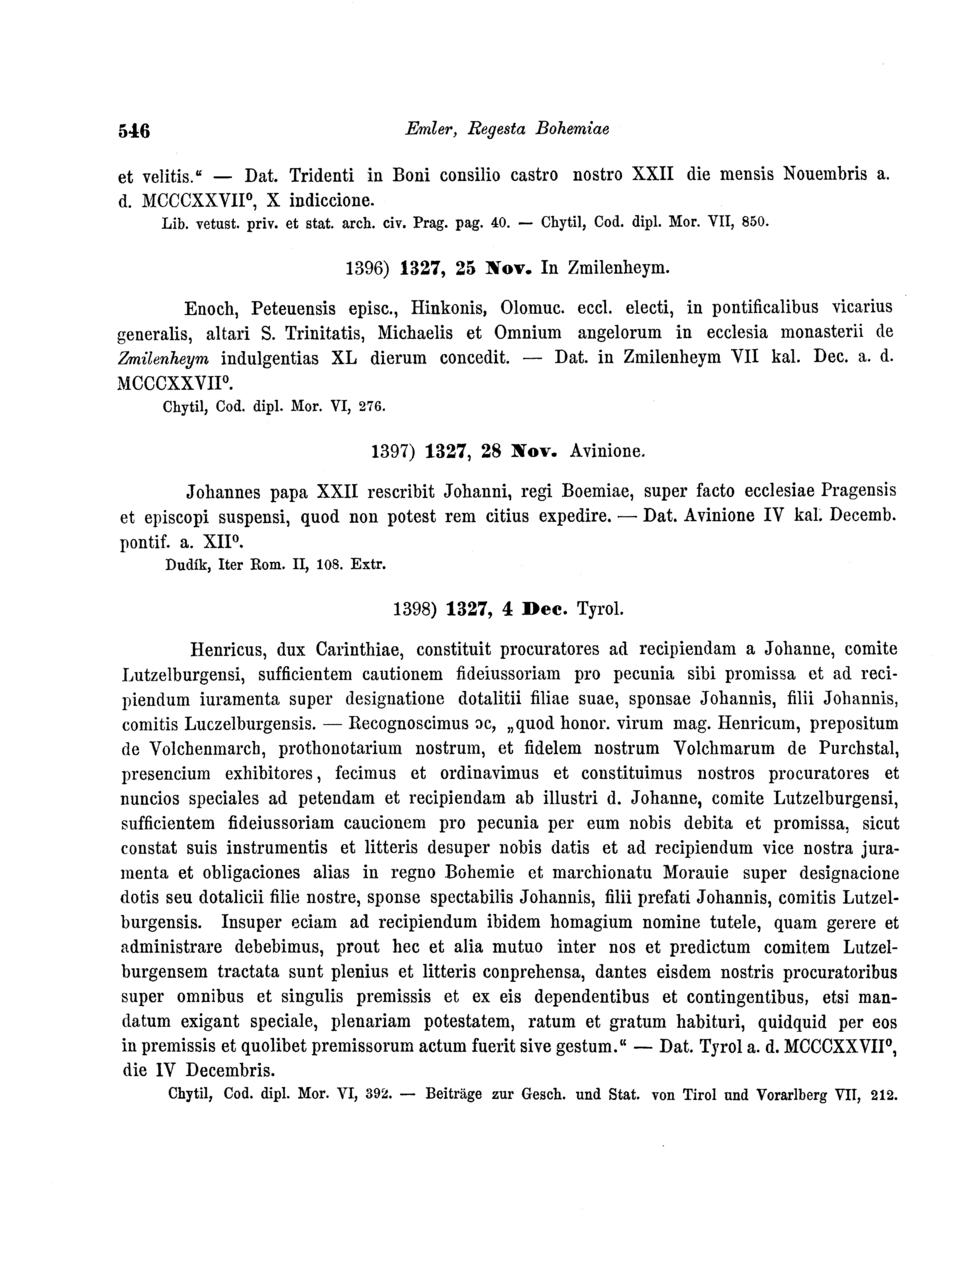 546 Emler, Regesta Bohemiae
et velitis.“ — Dat. Tridenti in Boni consilio castro nostro XXII die mensis Nouembris a.
d. MCCCXXVII⁰, X indiccione.
Lib. vetust. priv. et stat. arch. civ. Prag. pag. 40. — Chytil, Cod. dipl. Mor. VII, 850.
1396) 1327, 25 Nov. In Zmilenheym.
Enoch, Peteuensis episc., Hinkonis, Olomuc. eccl. electi, in pontificalibus vicarius
generalis, altari S. Trinitatis, Michaelis et Omnium angelorum in ecclesia monasterii de
Zmilenheym indulgentias XL dierum concedit. — Dat. in Zmilenheym VII kal. Dec. a. d.
MCCCXXVII⁰.
Chytil, Cod. dipl. Mor. VI, 276.
1397) 1327, 28 Nov. Avinione.
Johannes papa XXII rescribit Johanni, regi Boemiae, super facto ecclesiae Pragensis
et episcopi suspensi, quod non potest rem citius expedire. — Dat. Avinione IV kal. Decemb.
pontif. a. XII⁰.
Dudík, Iter Rom. II, 108. Extr.
1398) 1327, 4 Dec. Tyrol.
Henricus, dux Carinthiae, constituit procuratores ad recipiendam a Johanne, comite
Lutzelburgensi, sufficientem cautionem fideiussoriam pro pecunia sibi promissa et ad reci-
piendum iuramenta super designatione dotalitii filiae suae, sponsae Johannis, filii Johannis,
comitis Luczelburgensis. — Recognoscimus ɔc, „quod honor. virum mag. Henricum, prepositum
de Volchenmarch, prothonotarium nostrum, et fidelem nostrum Volchmarum de Purchstal,
presencium exhibitores, fecimus et ordinavimus et constituimus nostros procuratores et
nuncios speciales ad petendam et recipiendam ab illustri d. Johanne, comite Lutzelburgensi,
sufficientem fideiussoriam caucionem pro pecunia per eum nobis debita et promissa, sicut
constat suis instrumentis et litteris desuper nobis datis et ad recipiendum vice nostra jura-
menta et obligaciones alias in regno Bohemie et marchionatu Morauie super designacione
dotis seu dotalicii filie nostre, sponse spectabilis Johannis, filii prefati Johannis, comitis Lutzel-
burgensis. Insuper eciam ad recipiendum ibidem homagium nomine tutele, quam gerere et
administrare debebimus, prout hec et alia mutuo inter nos et predictum comitem Lutzel-
burgensem tractata sunt plenius et litteris conprehensa, dantes eisdem nostris procuratoribus
super omnibus et singulis premissis et ex eis dependentibus et contingentibus, etsi man-
datum exigant speciale, plenariam potestatem, ratum et gratum habituri, quidquid per eos
in premissis et quolibet premissorum actum fuerit sive gestum.“ — Dat. Tyrol a. d. MCCCXXVII⁰,
die IV Decembris.
Chytil, Cod. dipl. Mor. VI, 392. — Beiträge zur Gesch. und Stat. von Tirol und Vorarlberg VII, 212.